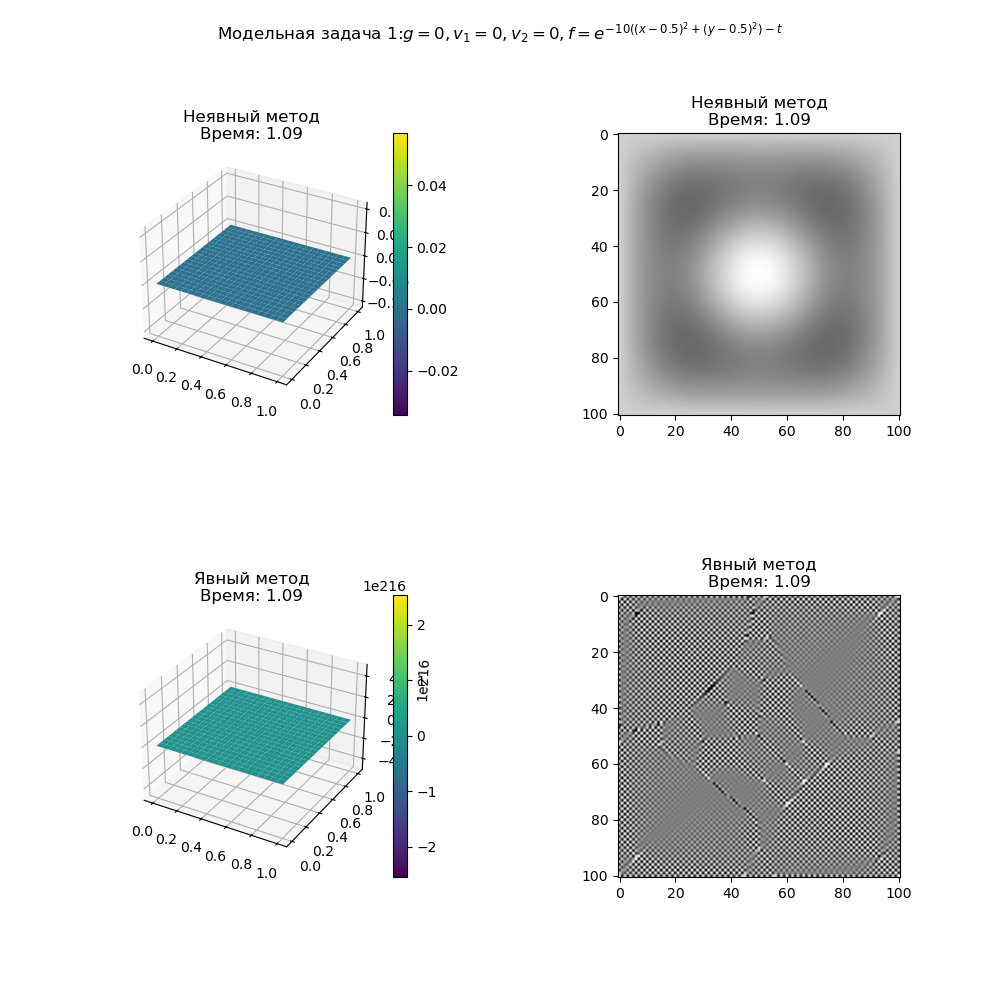 Модельная задача 1:g = 0, v₁ = 0, v₂ = 0, f = e^{−10((x−0.5)²+(y−0.5)²)−t}
Неявный метод
Время: 1.09
0.04
0.02
0.00
−0.02
0.0 0.2 0.4 0.6 0.8 1.0
0.0 0.2 0.4 0.6 0.8 1.0
Неявный метод
Время: 1.09
0
20
40
60
80
100
0 20 40 60 80 100
Явный метод
Время: 1.09
1e216
2
1
0
−1
−2
1e216
0.0 0.2 0.4 0.6 0.8 1.0
0.0 0.2 0.4 0.6 0.8 1.0
Явный метод
Время: 1.09
0
20
40
60
80
100
0 20 40 60 80 100